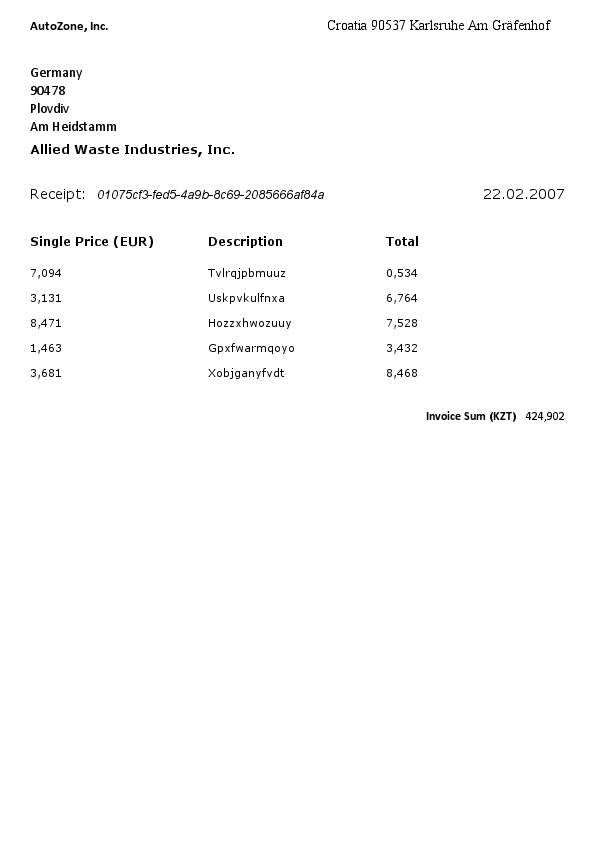 AutoZone, Inc. Croatia 90537 Karlsruhe Am Gräfenhof
Germany
90478
Plovdiv
Am Heidstamm
Allied Waste Industries, Inc.
Receipt: 01075cf3-fed5-4a9b-8c69-2085666af84a 22.02.2007
Single Price (EUR) Description Total
7,094 Tvlrqjpbmuuz 0,534
3,131 Uskpvkulfnxa 6,764
8,471 Hozzxhwozuuy 7,528
1,463 Gpxfwarmqoyo 3,432
3,681 Xobjganyfvdt 8,468
Invoice Sum (KZT) 424,902